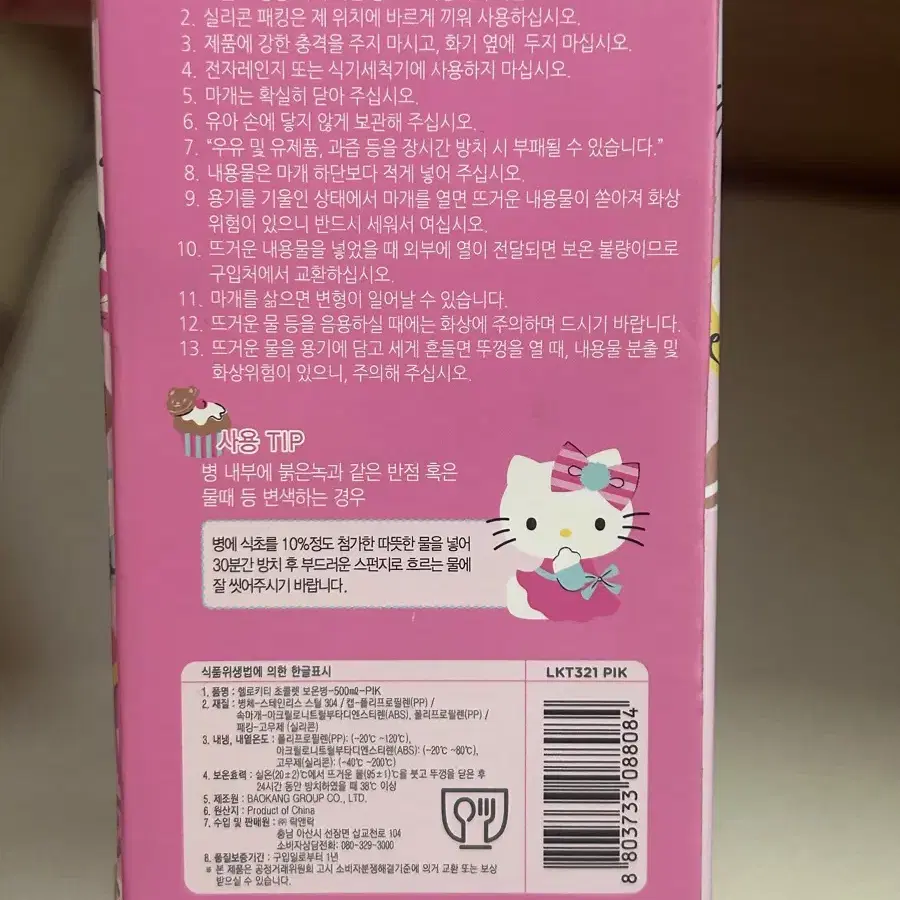 2. 실리콘 패킹은 제 위치에 바르게 끼워 사용하십시오.
3. 제품에 강한 충격을 주지 마시고, 화기 옆에 두지 마십시오.
4. 전자레인지 또는 식기세척기에 사용하지 마십시오.
5. 마개는 확실히 닫아 주십시오.
6. 유아 손에 닿지 않게 보관해 주십시오.
7. “우유 및 유제품, 과즙 등을 장시간 방치 시 부패될 수 있습니다.”
8. 내용물은 마개 하단보다 적게 넣어 주십시오.
9. 용기를 기울인 상태에서 마개를 열면 뜨거운 내용물이 쏟아져 화상
위험이 있으니 반드시 세워서 여십시오.
10. 뜨거운 내용물을 넣었을 때 외부에 열이 전달되면 보온 불량이므로
구입처에서 교환하십시오.
11. 마개를 삶으면 변형이 일어날 수 있습니다.
12. 뜨거운 물 등을 음용하실 때에는 화상에 주의하며 드시기 바랍니다.
13. 뜨거운 물을 용기에 담고 세게 흔들면 뚜껑을 열 때, 내용물 분출 및
화상위험이 있으니, 주의해 주십시오.
사용 TIP
병 내부에 붉은녹과 같은 반점 혹은
물때 등 변색하는 경우
병에 식초를 10%정도 첨가한 따뜻한 물을 넣어
30분간 방치 후 부드러운 스펀지로 흐르는 물에
잘 씻어주시기 바랍니다.
식품위생법에 의한 한글표시
1. 품명 : 헬로키티 초콜렛 보온병-500㎖-PIK
2. 재질 : 병체-스테인리스 스틸 304 / 캡-폴리프로필렌(PP) /
속마개-아크릴로니트릴부타디엔스티렌(ABS), 폴리프로필렌(PP) /
패킹-고무제 (실리콘)
3. 내냉, 내열온도 : 폴리프로필렌(PP): (-20℃ ~120℃),
아크릴로니트릴부타디엔스티렌(ABS): (-20℃ ~80℃),
고무제(실리콘): (-40℃ ~200℃)
4. 보온효력 : 실온(20±2)℃에서 뜨거운 물(95±1)℃를 붓고 뚜껑을 닫은 후
24시간 동안 방치하였을 때 38℃ 이상
5. 제조원 : BAOKANG GROUP CO., LTD.
6. 원산지 : Product of China
7. 수입 및 판매원 : ㈜ 락앤락
충남 아산시 선장면 삽교천로 104
소비자상담전화: 080-329-3000
8. 품질보증기간 : 구입일로부터 1년
※ 본 제품은 공정거래위원회 고시 소비자분쟁해결기준에 의거 교환 또는 보상
받으실 수 있습니다.
LKT321 PIK
8 803733 088084